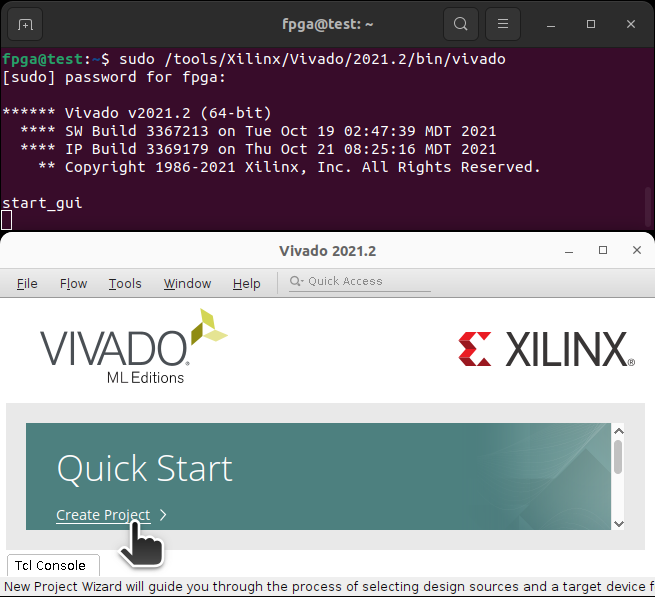 fpga@test: ~
fpga@test:~$ sudo /tools/Xilinx/Vivado/2021.2/bin/vivado
[sudo] password for fpga:
****** Vivado v2021.2 (64-bit)
**** SW Build 3367213 on Tue Oct 19 02:47:39 MDT 2021
**** IP Build 3369179 on Thu Oct 21 08:25:16 MDT 2021
** Copyright 1986-2021 Xilinx, Inc. All Rights Reserved.
start_gui
Vivado 2021.2
File Flow Tools Window Help Quick Access
VIVADO® XILINX®
ML Editions
Quick Start
Create Project >
Tcl Console
New Project Wizard will guide you through the process of selecting design sources and a target device f